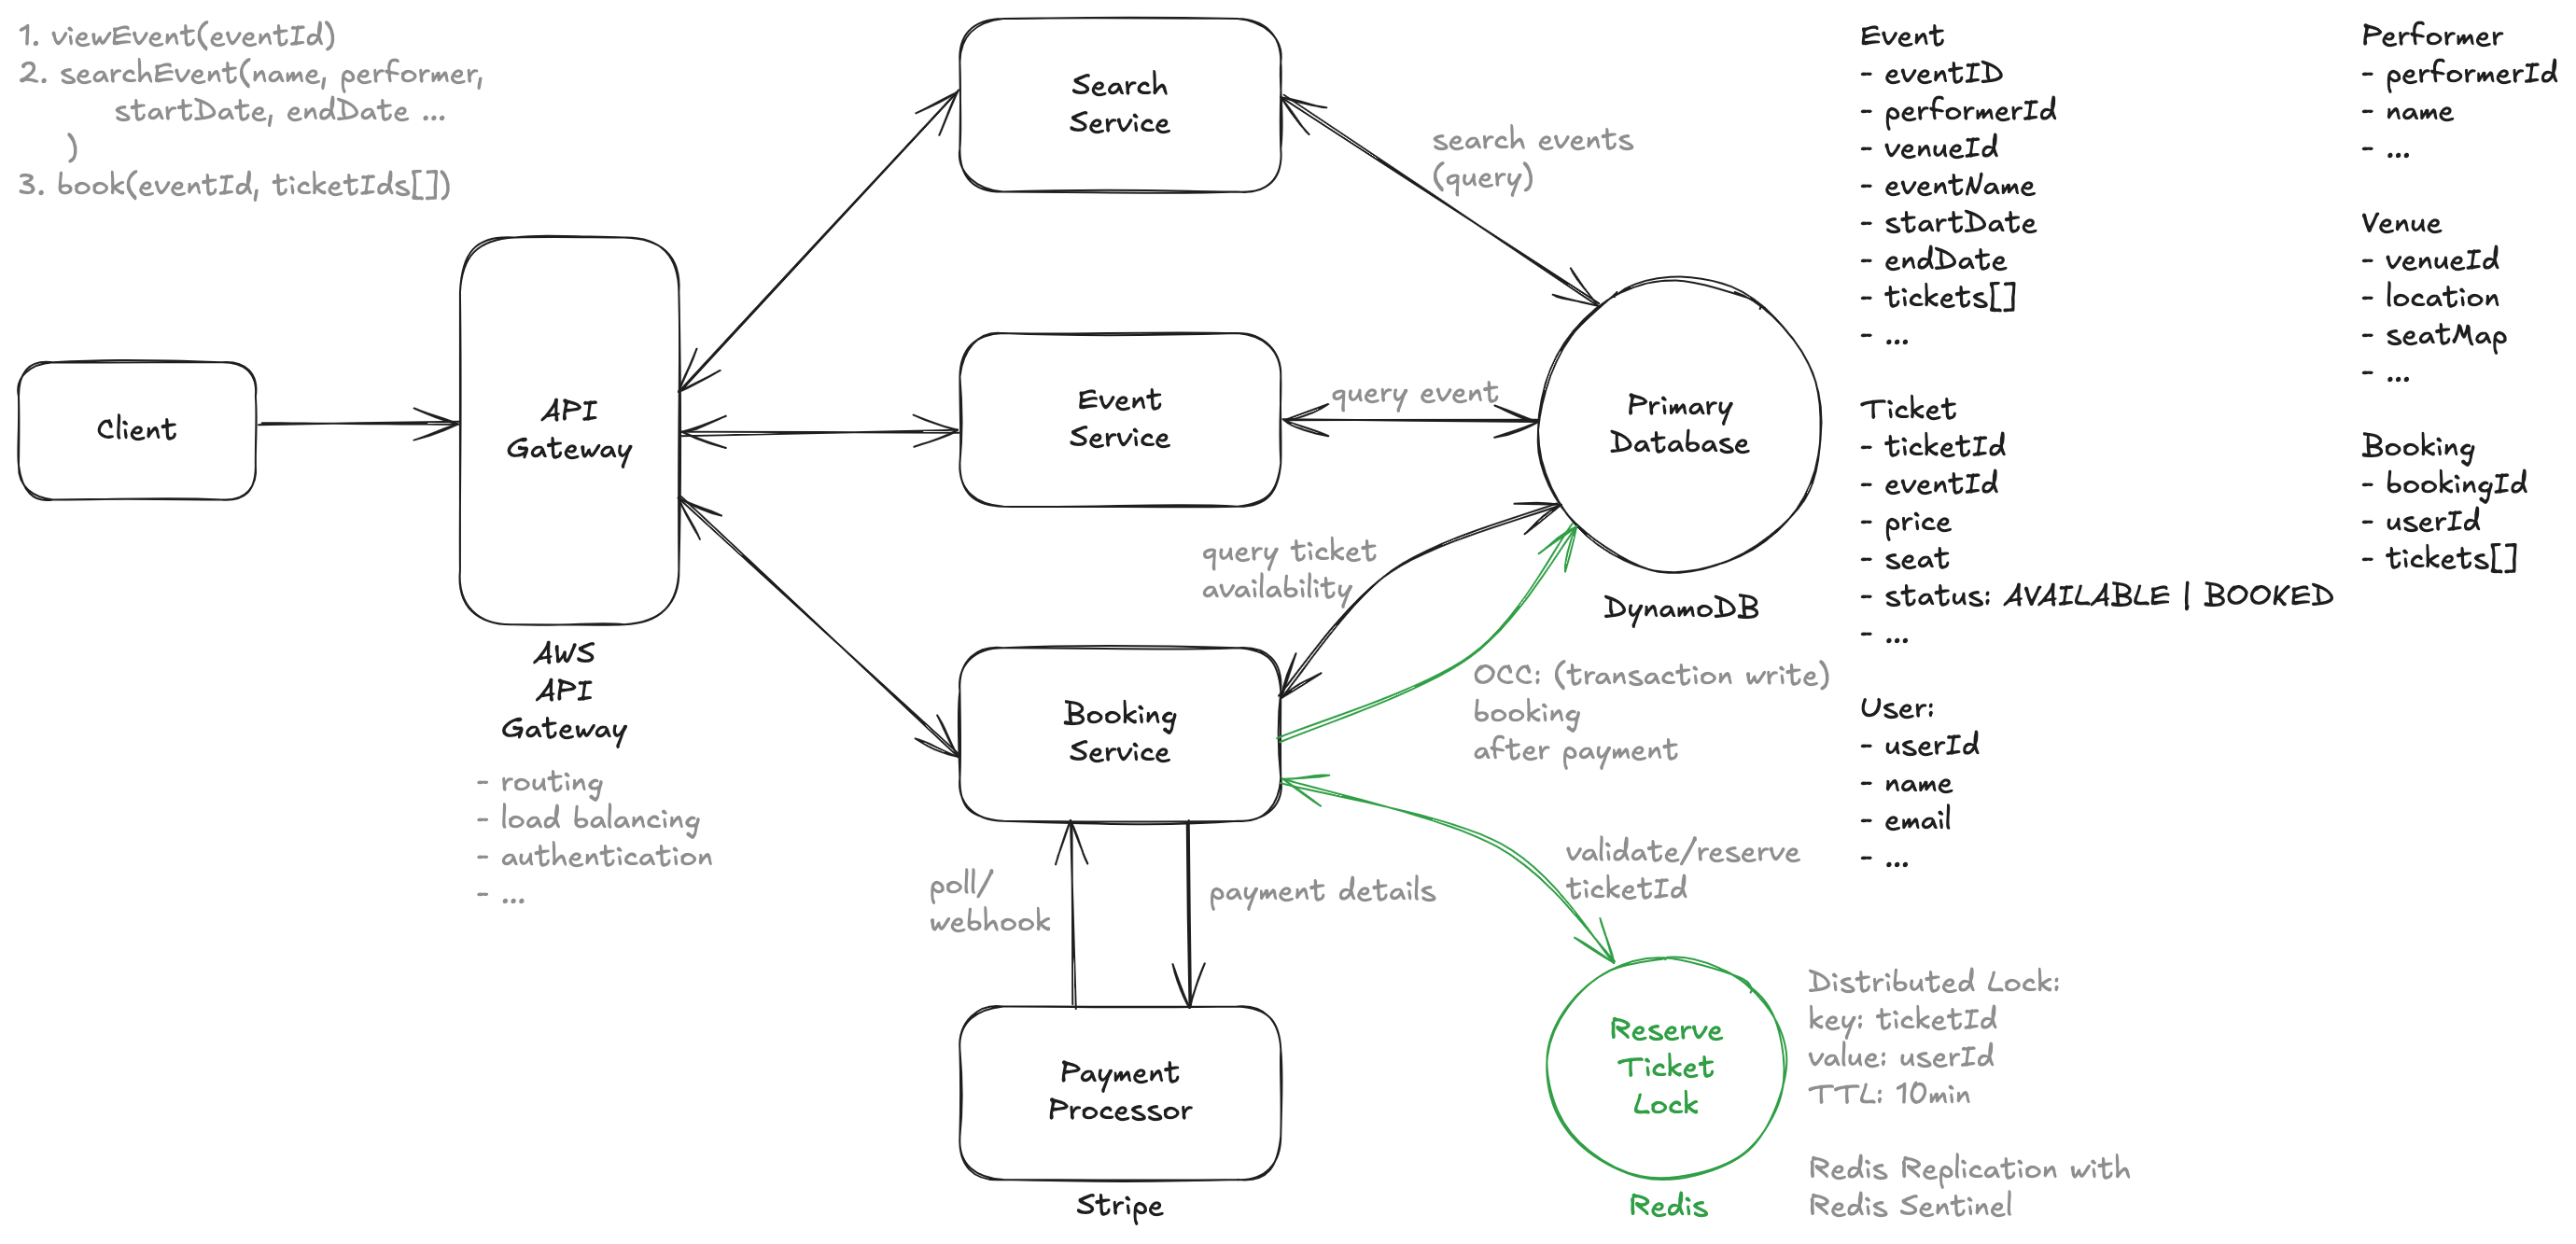 1. viewEvent(eventId)
2. searchEvent(name, performer,
startDate, endDate ...
)
3. book(eventId, ticketIds[])
Client
API
Gateway
AWS
API
Gateway
- routing
- load balancing
- authentication
- ...
Search
Service
Event
Service
Booking
Service
poll/
webhook
payment details
Payment
Processor
Stripe
search events
(query)
query event
query ticket
availability
Primary
Database
DynamoDB
OCC: (transaction write)
booking
after payment
validate/reserve
ticketId
Reserve
Ticket
Lock
Redis
Distributed Lock:
key: ticketId
value: userId
TTL: 10min
Redis Replication with
Redis Sentinel
Event
- eventID
- performerId
- venueId
- eventName
- startDate
- endDate
- tickets[]
- ...
Ticket
- ticketId
- eventId
- price
- seat
- status: AVAILABLE | BOOKED
- ...
User:
- userId
- name
- email
- ...
Performer
- performerId
- name
- ...
Venue
- venueId
- location
- seatMap
- ...
Booking
- bookingId
- userId
- tickets[]